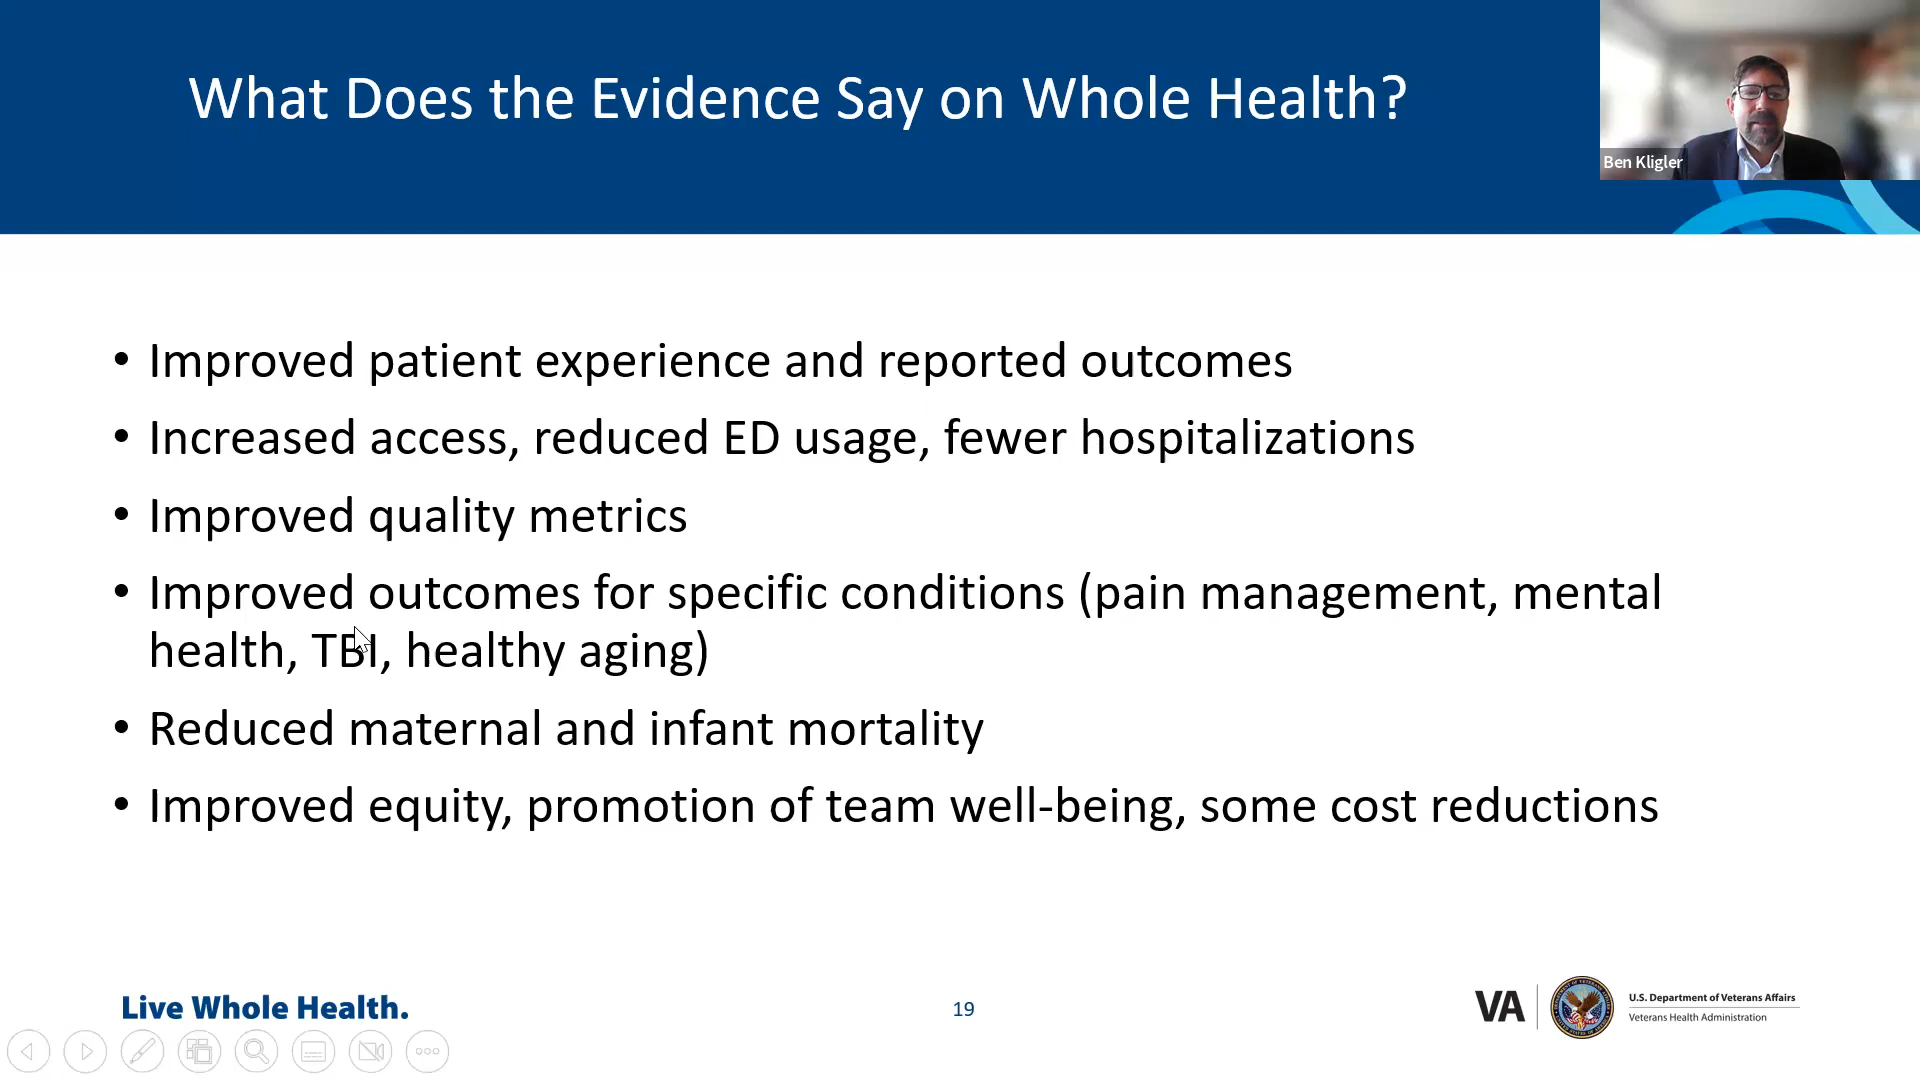 What Does the Evidence Say on Whole Health?
Ben Kligler
• Improved patient experience and reported outcomes
• Increased access, reduced ED usage, fewer hospitalizations
• Improved quality metrics
• Improved outcomes for specific conditions (pain management, mental
health, TBI, healthy aging)
• Reduced maternal and infant mortality
• Improved equity, promotion of team well-being, some cost reductions
Live Whole Health.
19
VA
U.S. Department of Veterans Affairs
Veterans Health Administration